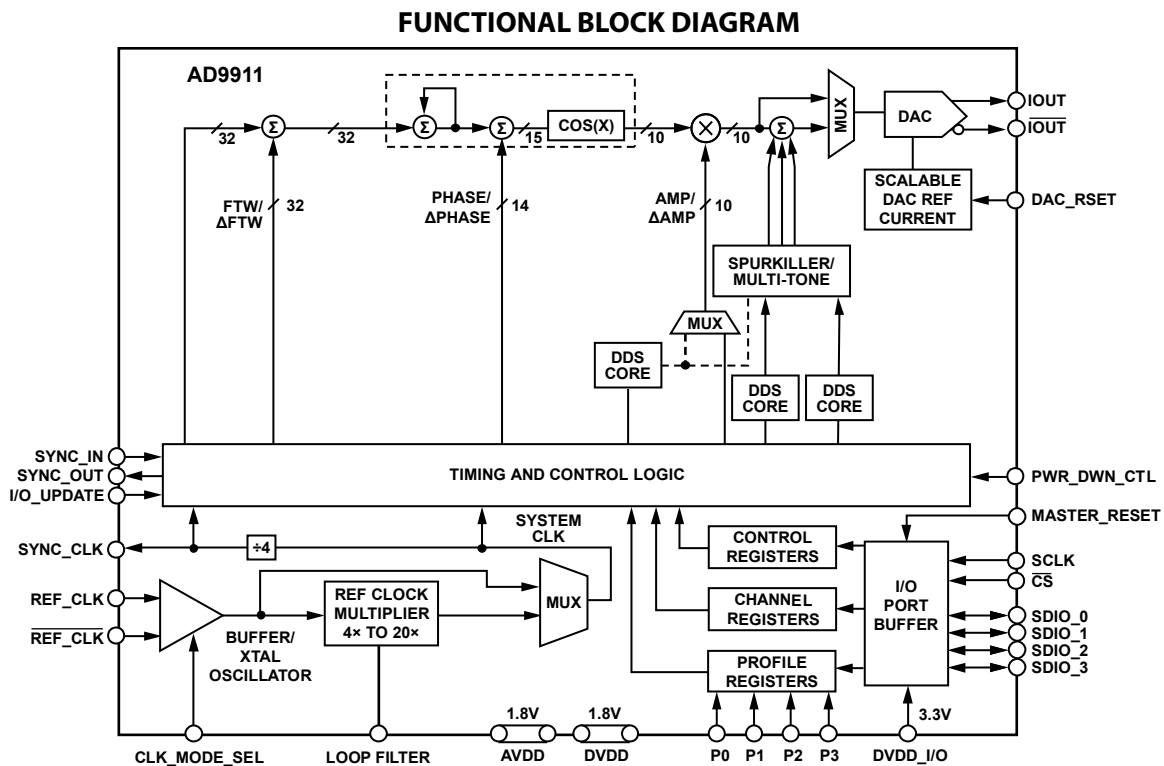 FUNCTIONAL BLOCK DIAGRAM
AD9911
32
Σ
32
Σ
Σ
15
COS(X)
10
×
10
Σ
MUX
DAC
IOUT
IOUT
FTW/
ΔFTW
32
PHASE/
ΔPHASE
14
AMP/
ΔAMP
10
SCALABLE
DAC REF
CURRENT
DAC_RSET
SPURKILLER/
MULTI-TONE
MUX
DDS
CORE
DDS
CORE
DDS
CORE
SYNC_IN
SYNC_OUT
I/O_UPDATE
TIMING AND CONTROL LOGIC
PWR_DWN_CTL
MASTER_RESET
SYNC_CLK
÷4
SYSTEM
CLK
CONTROL
REGISTERS
SCLK
CS
REF_CLK
REF_CLK
BUFFER/
XTAL
OSCILLATOR
REF CLOCK
MULTIPLIER
4× TO 20×
MUX
CHANNEL
REGISTERS
I/O
PORT
BUFFER
SDIO_0
SDIO_1
SDIO_2
SDIO_3
PROFILE
REGISTERS
1.8V
1.8V
3.3V
CLK_MODE_SEL
LOOP FILTER
AVDD
DVDD
P0
P1
P2
P3
DVDD_I/O